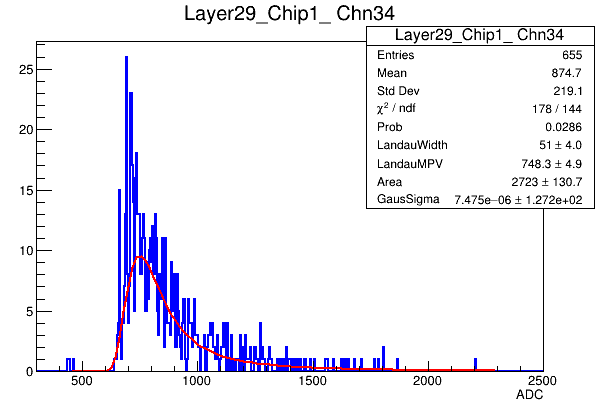 Layer29_Chip1_ Chn34
Layer29_Chip1_ Chn34
Entries 655
Mean 874.7
Std Dev 219.1
χ² / ndf 178 / 144
Prob 0.0286
LandauWidth 51 ± 4.0
LandauMPV 748.3 ± 4.9
Area 2723 ± 130.7
GausSigma 7.475e−06 ± 1.272e+02
25
20
15
10
5
0
500 1000 1500 2000 2500
ADC